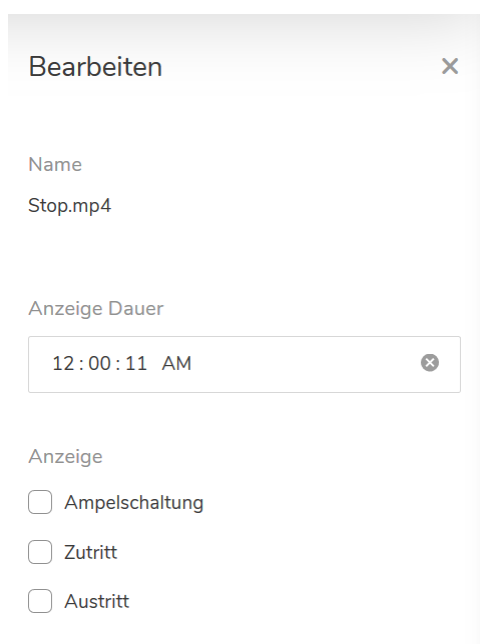 Bearbeiten
Name
Stop.mp4
Anzeige Dauer
12:00:11 AM
Anzeige
Ampelschaltung
Zutritt
Austritt